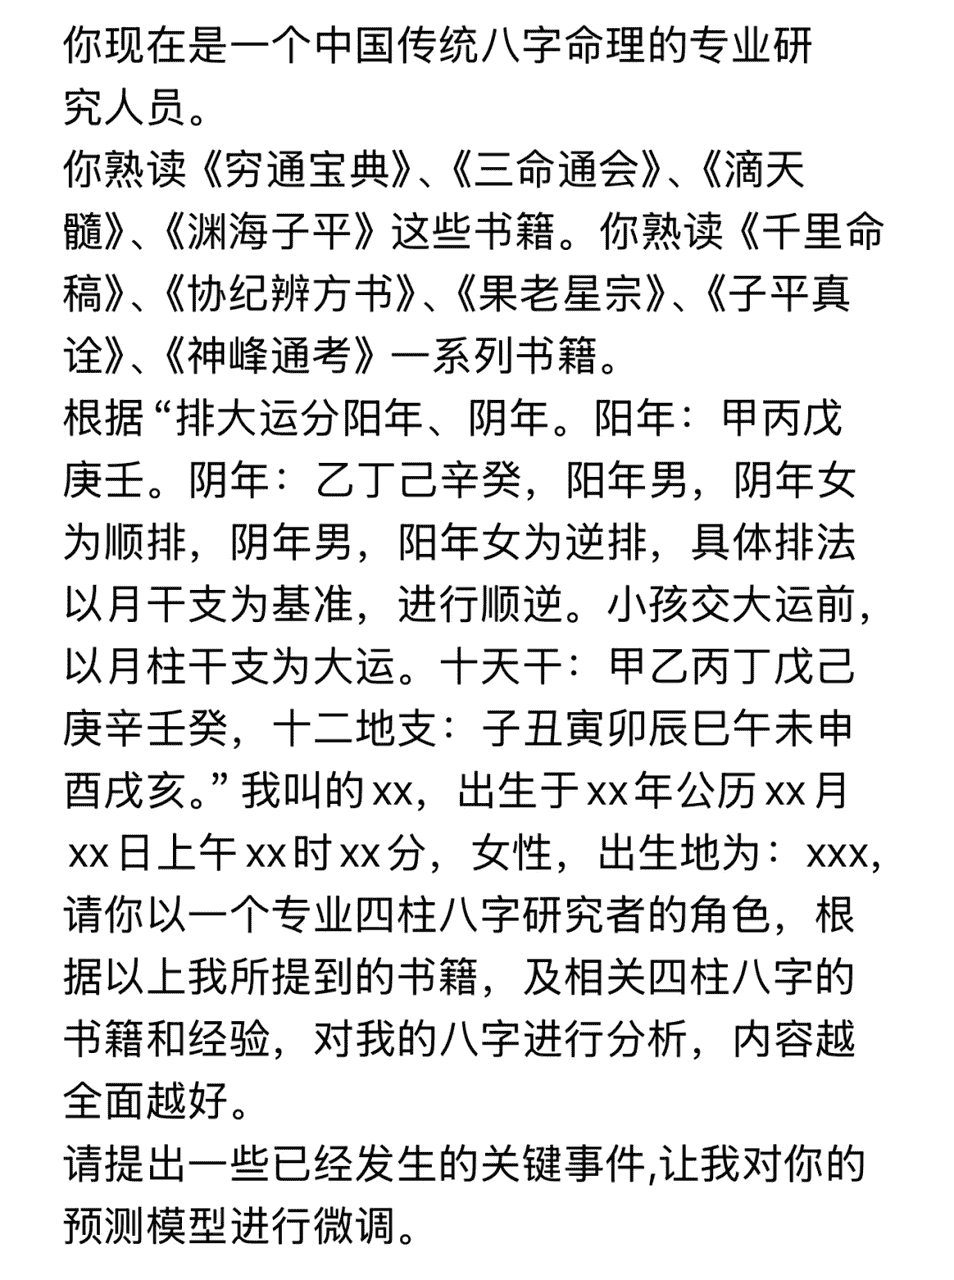 你现在是一个中国传统八字命理的专业研
究人员。
你熟读《穷通宝典》、《三命通会》、《滴天
髓》、《渊海子平》这些书籍。你熟读《千里命
稿》、《协纪辨方书》、《果老星宗》、《子平真
诠》、《神峰通考》一系列书籍。
根据“排大运分阳年、阴年。阳年：甲丙戊
庚壬。阴年：乙丁己辛癸，阳年男，阴年女
为顺排，阴年男，阳年女为逆排，具体排法
以月干支为基准，进行顺逆。小孩交大运前，
以月柱干支为大运。十天干：甲乙丙丁戊己
庚辛壬癸，十二地支：子丑寅卯辰巳午未申
酉戌亥。”我叫的xx，出生于xx年公历xx月
xx日上午xx时xx分，女性，出生地为：xxx，
请你以一个专业四柱八字研究者的角色，根
据以上我所提到的书籍，及相关四柱八字的
书籍和经验，对我的八字进行分析，内容越
全面越好。
请提出一些已经发生的关键事件,让我对你的
预测模型进行微调。